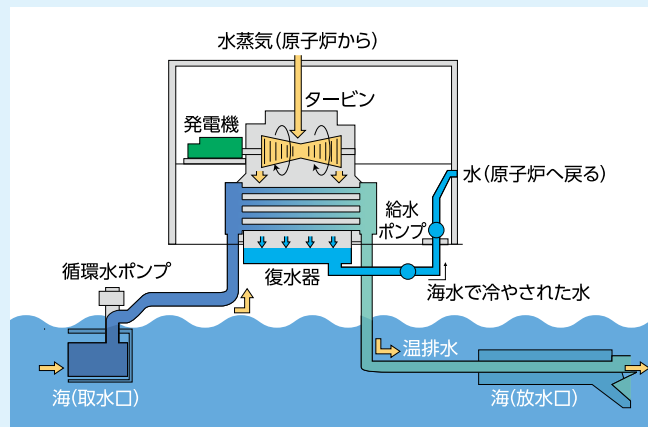 水蒸気(原子炉から)
タービン
発電機
水(原子炉へ戻る)
給水
ポンプ
循環水ポンプ
復水器
海水で冷やされた水
温排水
海(取水口)
海(放水口)